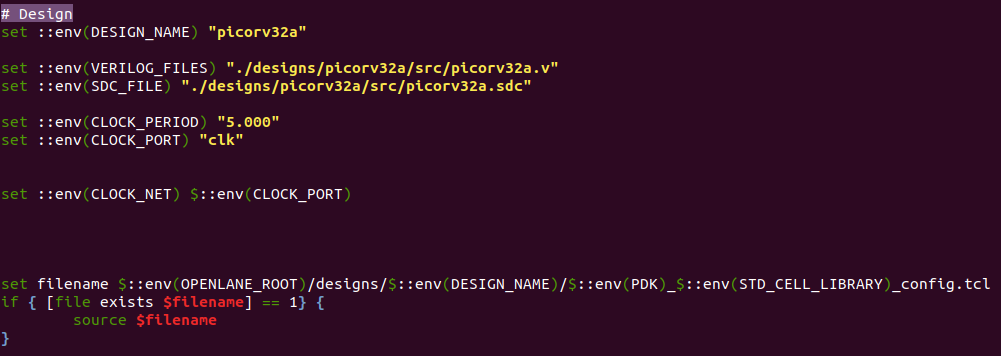 # Design
set ::env(DESIGN_NAME) "picorv32a"
set ::env(VERILOG_FILES) "./designs/picorv32a/src/picorv32a.v"
set ::env(SDC_FILE) "./designs/picorv32a/src/picorv32a.sdc"
set ::env(CLOCK_PERIOD) "5.000"
set ::env(CLOCK_PORT) "clk"
set ::env(CLOCK_NET) $::env(CLOCK_PORT)
set filename $::env(OPENLANE_ROOT)/designs/$::env(DESIGN_NAME)/$::env(PDK)_$::env(STD_CELL_LIBRARY)_config.tcl
if { [file exists $filename] == 1} {
        source $filename
}